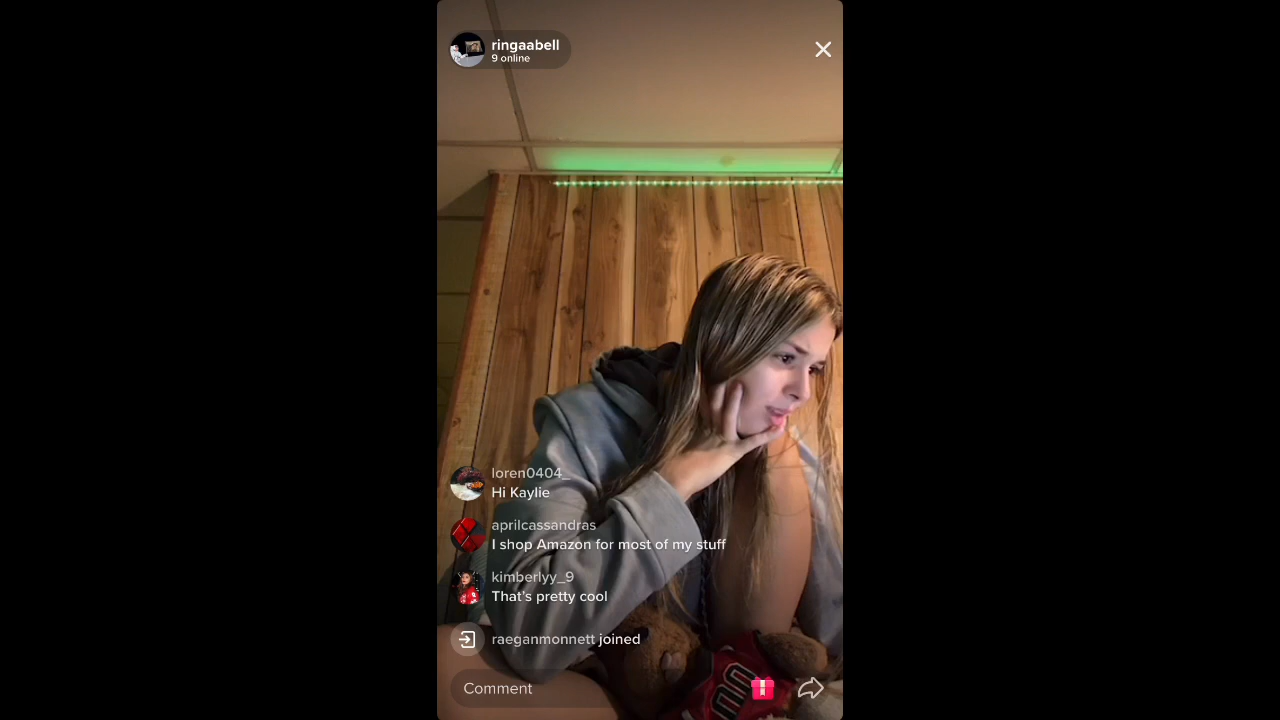 ringaabell
9 online
loren0404_
Hi Kaylie
aprilcassandras
I shop Amazon for most of my stuff
kimberlyy_9
That's pretty cool
raeganmonnett joined
Comment